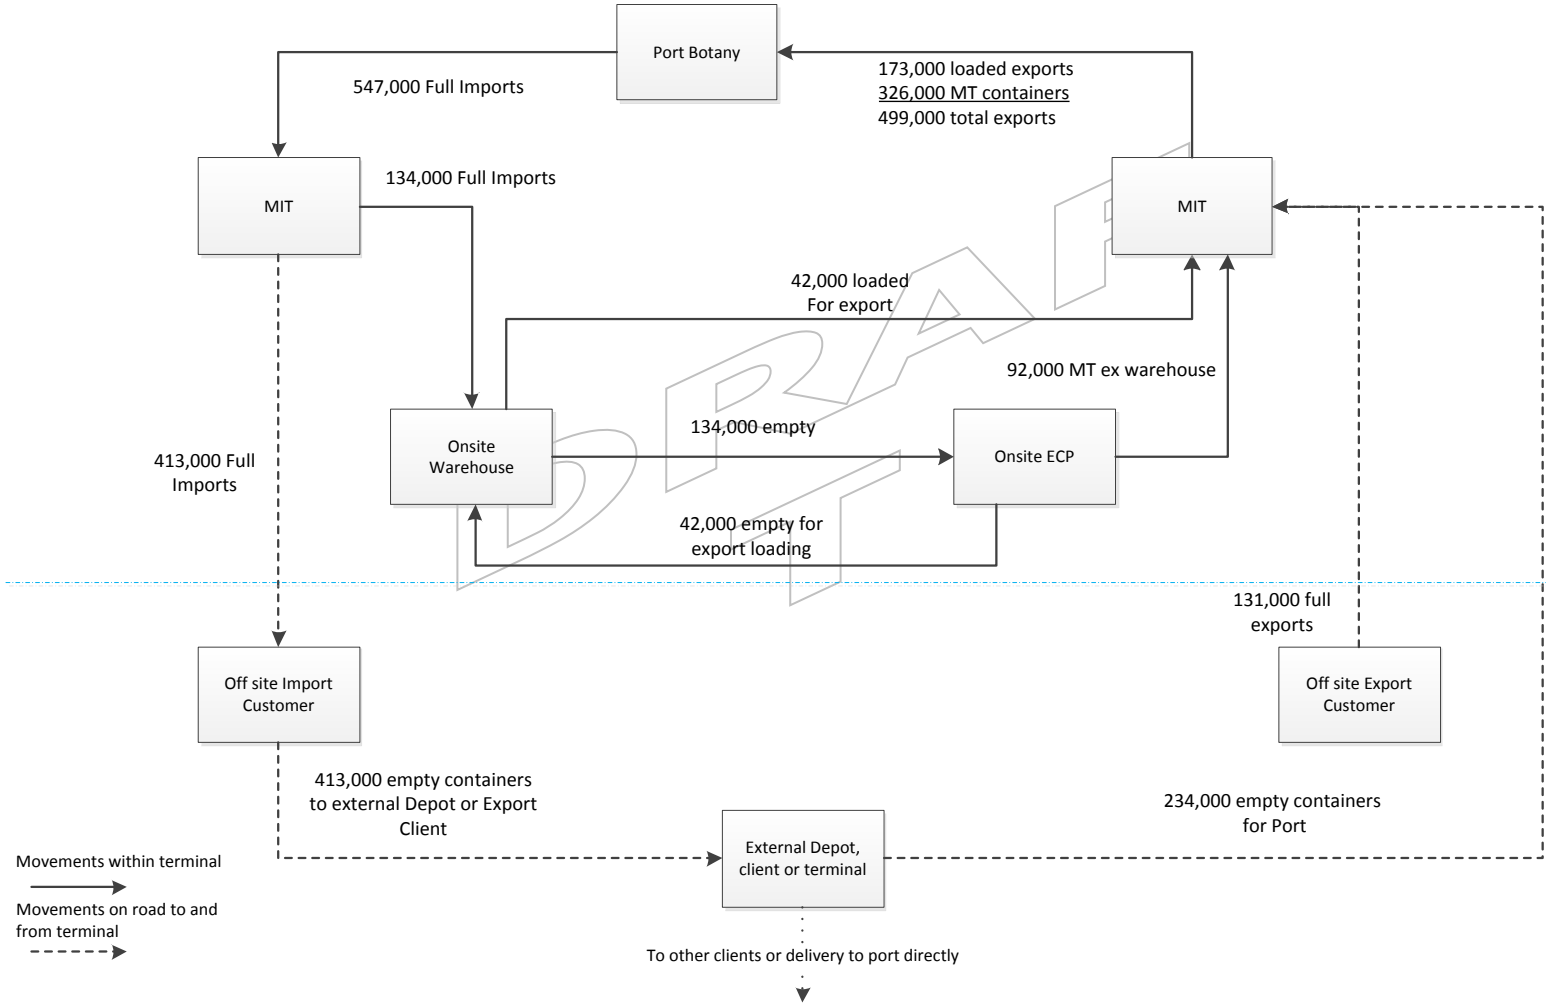 Port Botany
547,000 Full Imports
173,000 loaded exports
326,000 MT containers
499,000 total exports
MIT
134,000 Full Imports
MIT
42,000 loaded
For export
92,000 MT ex warehouse
Onsite
Warehouse
134,000 empty
Onsite ECP
413,000 Full
Imports
42,000 empty for
export loading
DRAFT
131,000 full
exports
Off site Import
Customer
Off site Export
Customer
413,000 empty containers
to external Depot or Export
Client
234,000 empty containers
for Port
External Depot,
client or terminal
Movements within terminal
Movements on road to and
from terminal
To other clients or delivery to port directly